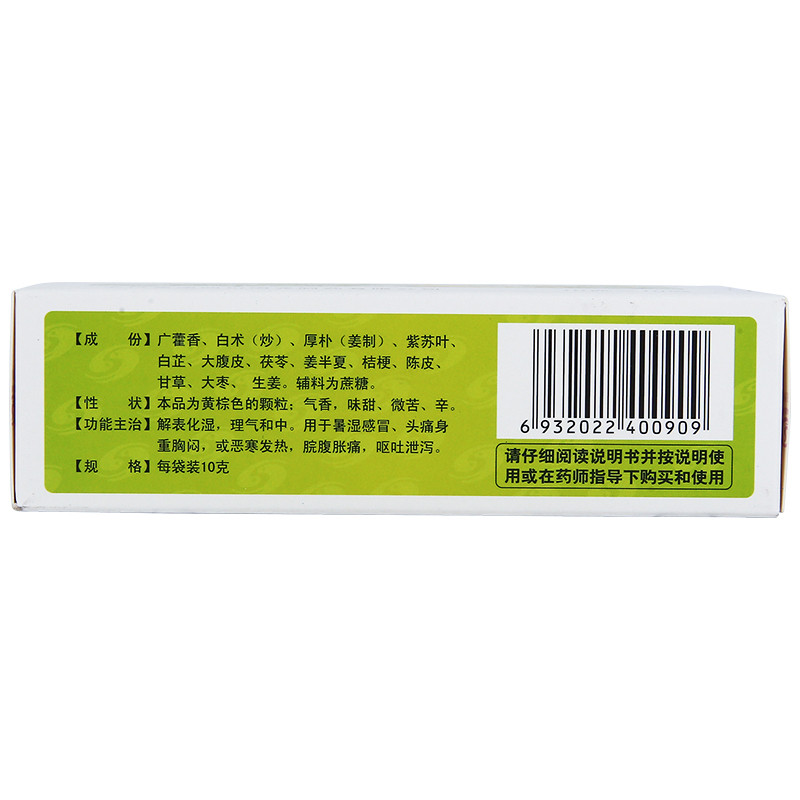 【成 份】广藿香、白术（炒）、厚朴（姜制）、紫苏叶、
白芷、大腹皮、茯苓、姜半夏、桔梗、陈皮、
甘草、大枣、生姜。辅料为蔗糖。
【性 状】本品为黄棕色的颗粒；气香，味甜、微苦、辛。
【功能主治】解表化湿，理气和中。用于暑湿感冒、头痛身
重胸闷，或恶寒发热，脘腹胀痛，呕吐泄泻。
【规 格】每袋装10克
6 932022 400909
请仔细阅读说明书并按说明使
用或在药师指导下购买和使用